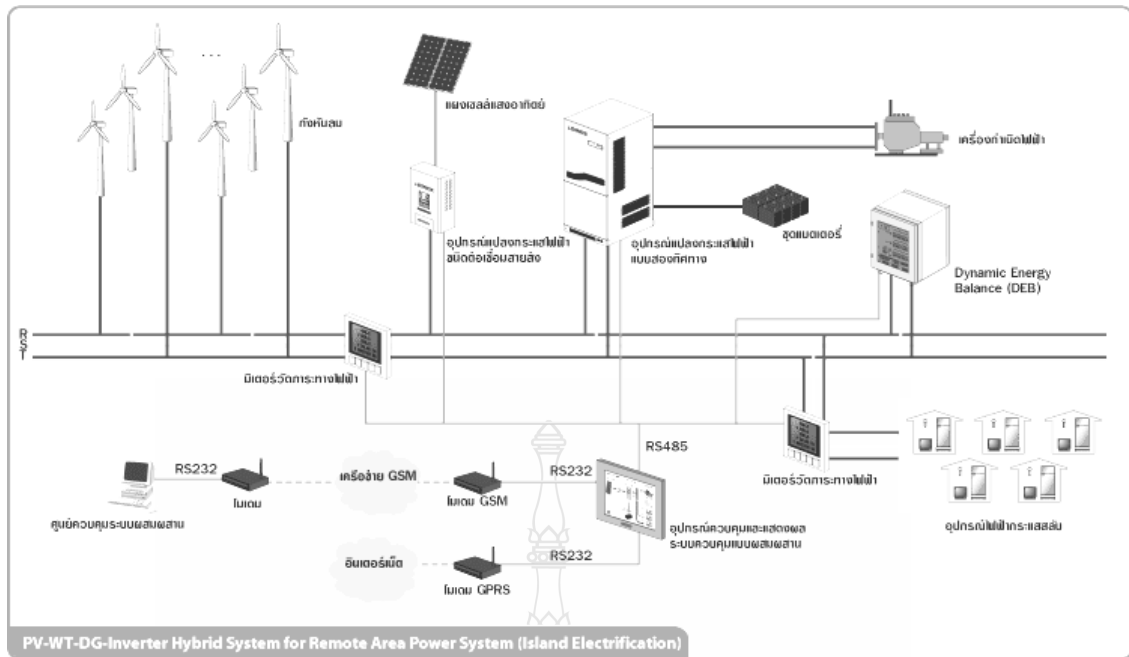 ...
แผงเซลล์แสงอาทิตย์
กังหันลม
เครื่องกำเนิดไฟฟ้า
ชุดแบตเตอรี่
อุปกรณ์แปลงกระแสไฟฟ้า
ชนิดต่อเชื่อมสายส่ง
อุปกรณ์แปลงกระแสไฟฟ้า
แบบสองทิศทาง
Dynamic Energy
Balance (DEB)
R
S
T
มิเตอร์วัดภาระทางไฟฟ้า
RS485
มิเตอร์วัดภาระทางไฟฟ้า
RS232
เครือข่าย GSM
RS232
โมเดม
โมเดม GSM
ศูนย์ควบคุมระบบผสมผสาน
อุปกรณ์ควบคุมและแสดงผล
ระบบควบคุมแบบผสมผสาน
อุปกรณ์ไฟฟ้ากระแสสลับ
อินเตอร์เน็ต
RS232
โมเดม GPRS
PV-WT-DG-Inverter Hybrid System for Remote Area Power System (Island Electrification)